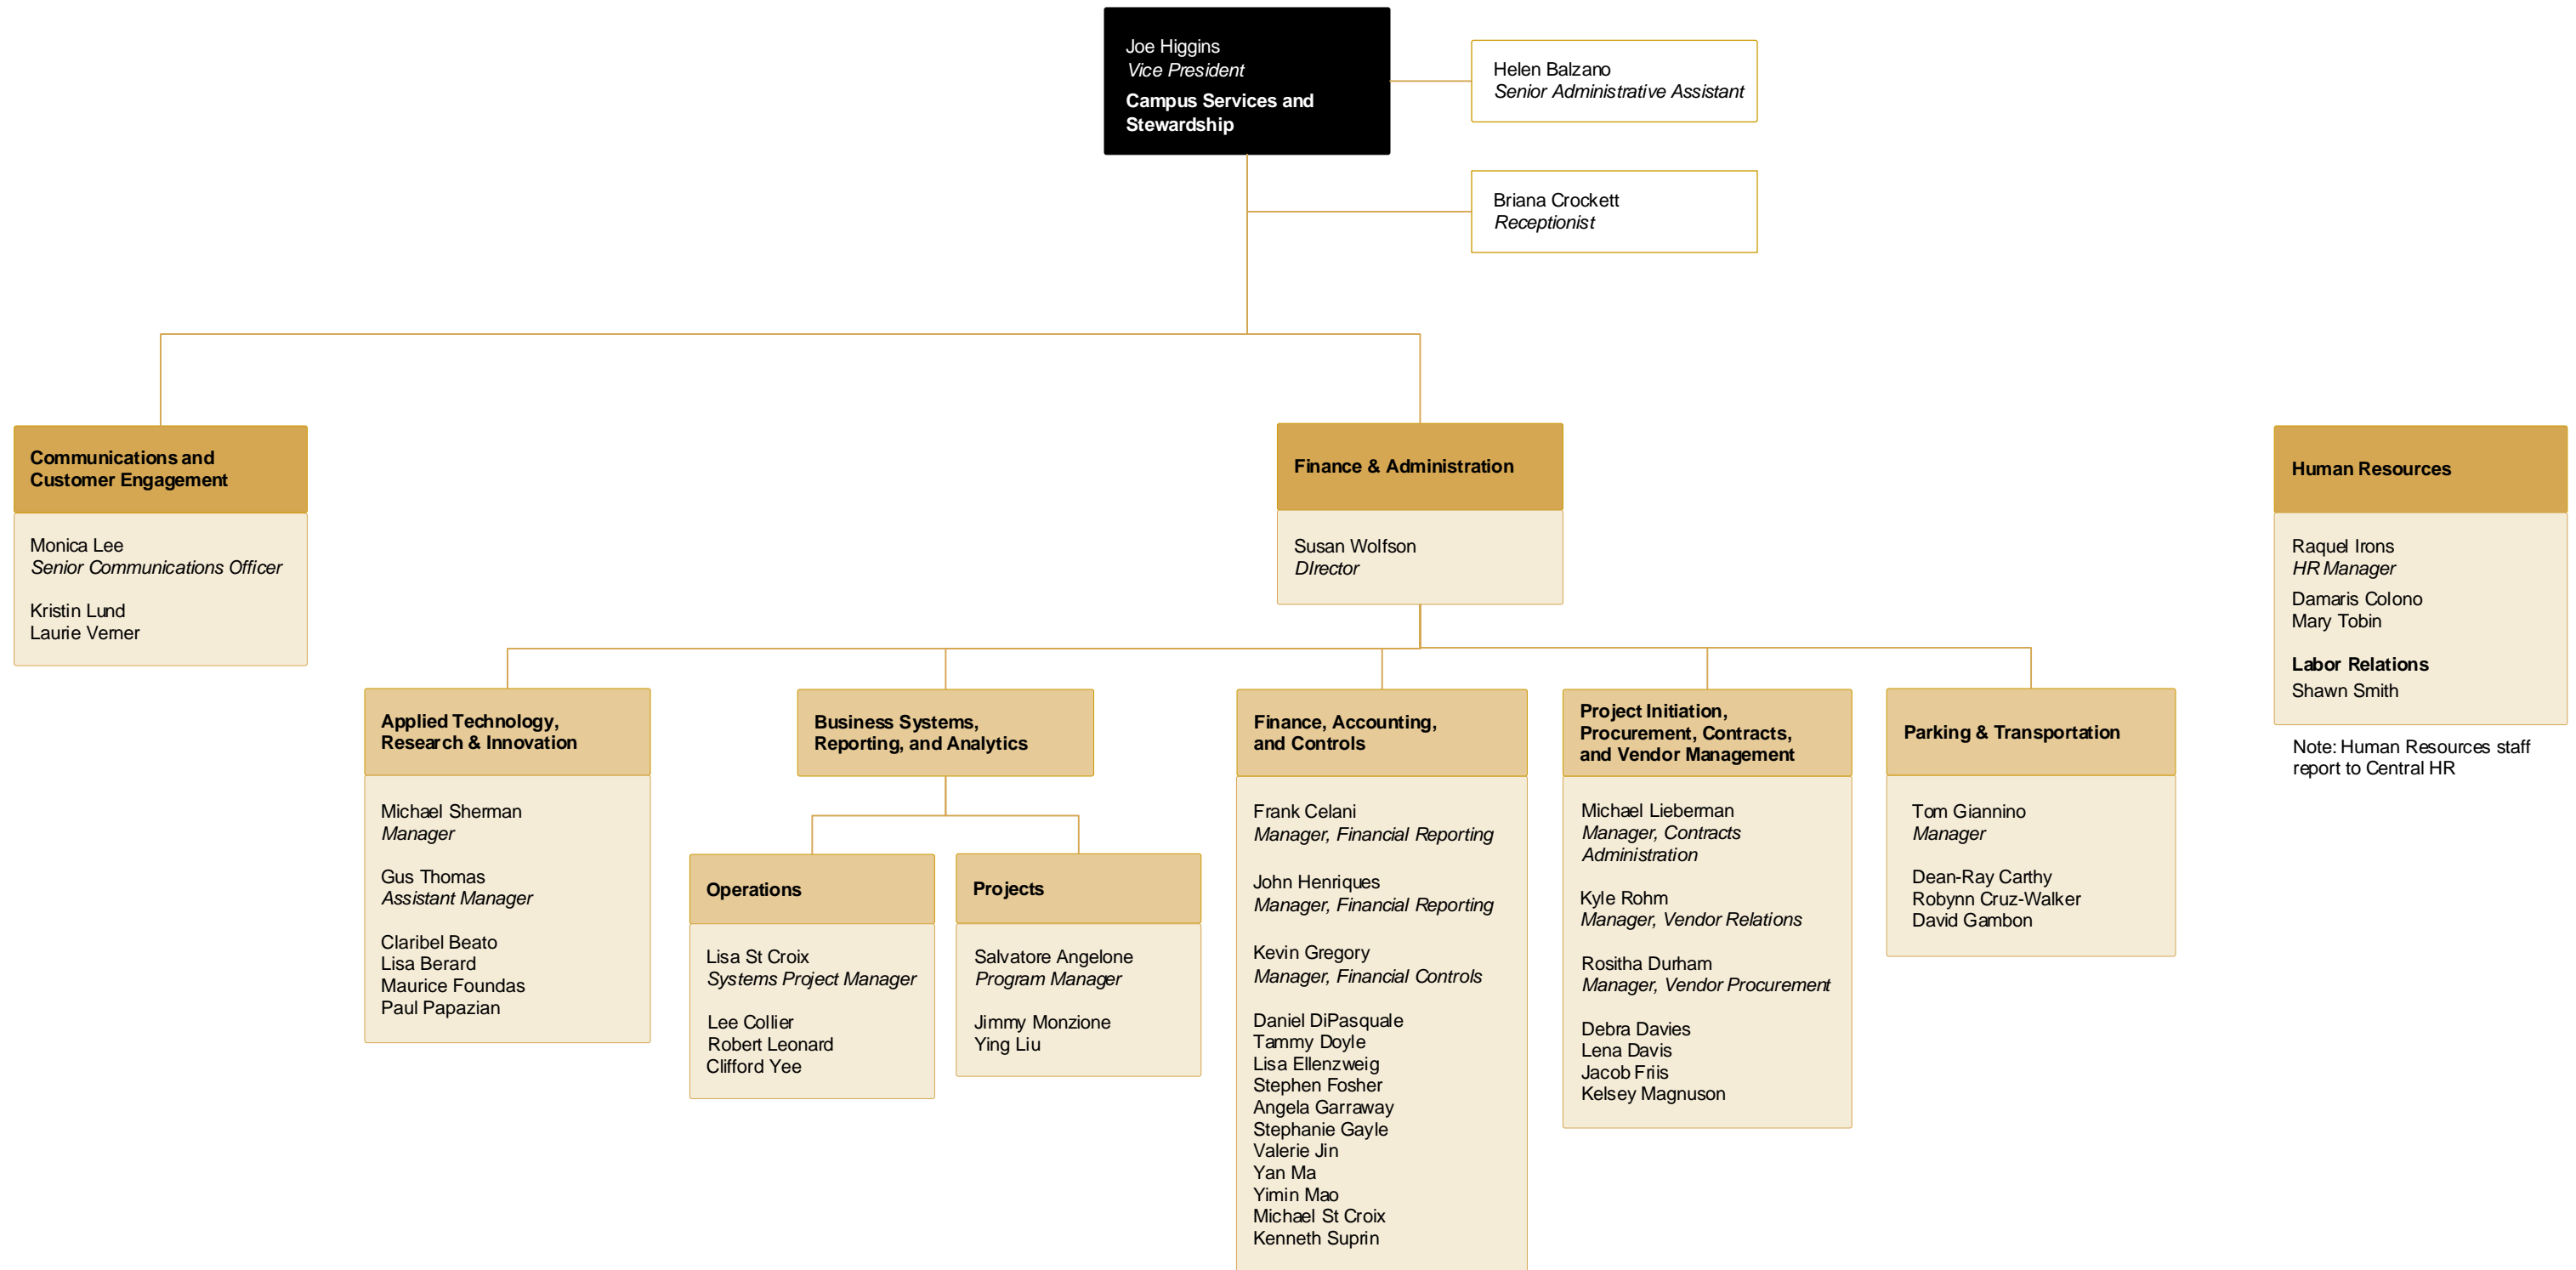 Joe Higgins
Vice President
Campus Services and
Stewardship
Helen Balzano
Senior Administrative Assistant
Briana Crockett
Receptionist
Communications and
Customer Engagement
Monica Lee
Senior Communications Officer
Kristin Lund
Laurie Verner
Finance & Administration
Susan Wolfson
DIrector
Human Resources
Raquel Irons
HR Manager
Damaris Colono
Mary Tobin
Labor Relations
Shawn Smith
Note: Human Resources staff
report to Central HR
Applied Technology,
Research & Innovation
Michael Sherman
Manager
Gus Thomas
Assistant Manager
Claribel Beato
Lisa Berard
Maurice Foundas
Paul Papazian
Business Systems,
Reporting, and Analytics
Operations
Lisa St Croix
Systems Project Manager
Lee Collier
Robert Leonard
Clifford Yee
Projects
Salvatore Angelone
Program Manager
Jimmy Monzione
Ying Liu
Finance, Accounting,
and Controls
Frank Celani
Manager, Financial Reporting
John Henriques
Manager, Financial Reporting
Kevin Gregory
Manager, Financial Controls
Daniel DiPasquale
Tammy Doyle
Lisa Ellenzweig
Stephen Fosher
Angela Garraway
Stephanie Gayle
Valerie Jin
Yan Ma
Yimin Mao
Michael St Croix
Kenneth Suprin
Project Initiation,
Procurement, Contracts,
and Vendor Management
Michael Lieberman
Manager, Contracts
Administration
Kyle Rohm
Manager, Vendor Relations
Rositha Durham
Manager, Vendor Procurement
Debra Davies
Lena Davis
Jacob Friis
Kelsey Magnuson
Parking & Transportation
Tom Giannino
Manager
Dean-Ray Carthy
Robynn Cruz-Walker
David Gambon